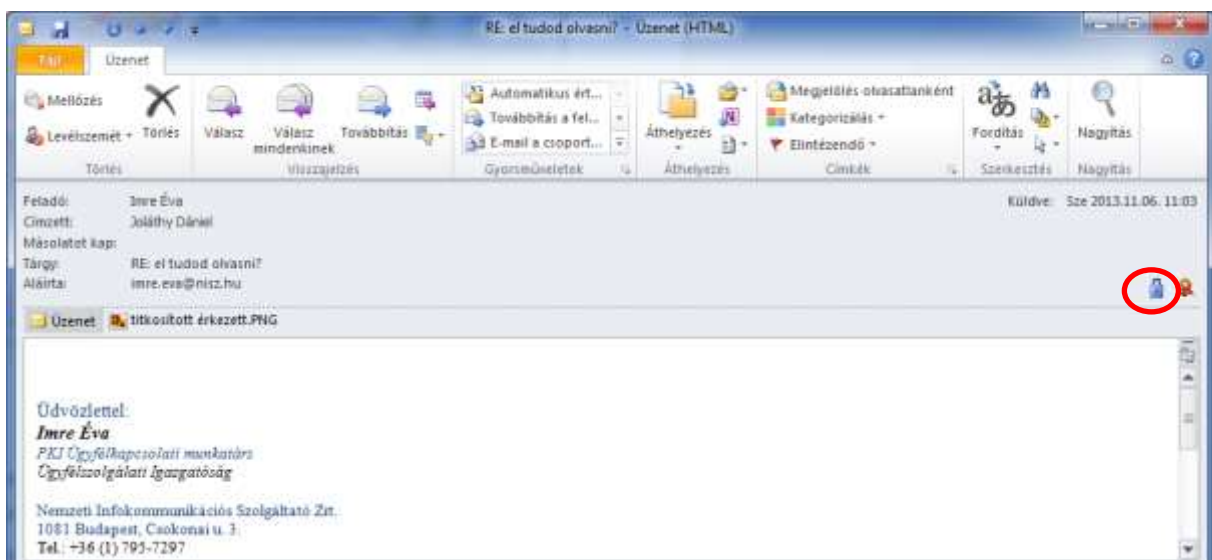 RE: el tudod olvasni? - Üzenet (HTML)
Fájl Üzenet
Mellőzés
Levélszemét
Törlés
Válasz
Válasz mindenkinek
Továbbítás
Automatikus ért...
Továbbítás a fel...
E-mail a csoport...
Áthelyezés
Megjelölés olvasatlanként
Kategorizálás
Elintézendő
Fordítás
Nagyítás
Törlés Visszajelzés Gyorsműveletek Áthelyezés Címkék Szerkesztés Nagyítás
Feladó: Imre Éva Küldve: Sze 2013.11.06. 11:03
Címzett: Joláthy Dániel
Másolatot kap:
Tárgy: RE: el tudod olvasni?
Aláírta: imre.eva@nisz.hu
Üzenet titkosított érkezett.PNG
Üdvözlettel:
Imre Éva
PKI Ügyfélkapcsolati munkatárs
Ügyfélszolgálati Igazgatóság
Nemzeti Infokommunikációs Szolgáltató Zrt.
1081 Budapest, Csokonai u. 3.
Tel.: +36 (1) 795-7297